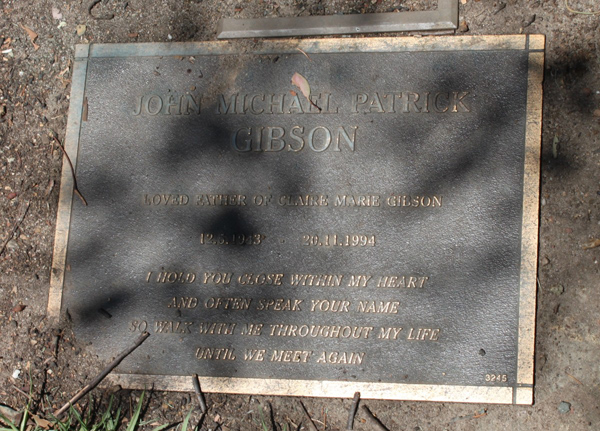 JOHN MICHAEL PATRICK
GIBSON
LOVED FATHER OF CLAIRE MARIE GIBSON
12.5.1943 - 20.11.1994
I HOLD YOU CLOSE WITHIN MY HEART
AND OFTEN SPEAK YOUR NAME
SO WALK WITH ME THROUGHOUT MY LIFE
UNTIL WE MEET AGAIN
3245